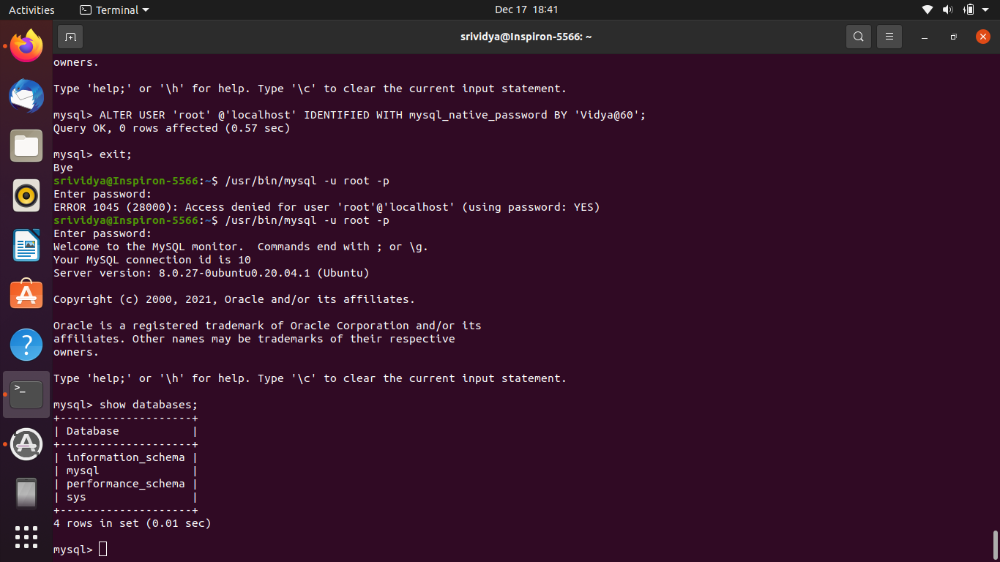 Activities
Terminal
Dec 17 18:41
srividya@Inspiron-5566: ~
owners.
Type 'help;' or '\h' for help. Type '\c' to clear the current input statement.
mysql> ALTER USER 'root' @'localhost' IDENTIFIED WITH mysql_native_password BY 'Vidya@60';
Query OK, 0 rows affected (0.57 sec)
mysql> exit;
Bye
srividya@Inspiron-5566:~$ /usr/bin/mysql -u root -p
Enter password:
ERROR 1045 (28000): Access denied for user 'root'@'localhost' (using password: YES)
srividya@Inspiron-5566:~$ /usr/bin/mysql -u root -p
Enter password:
Welcome to the MySQL monitor.  Commands end with ; or \g.
Your MySQL connection id is 10
Server version: 8.0.27-0ubuntu0.20.04.1 (Ubuntu)
Copyright (c) 2000, 2021, Oracle and/or its affiliates.
Oracle is a registered trademark of Oracle Corporation and/or its
affiliates. Other names may be trademarks of their respective
owners.
Type 'help;' or '\h' for help. Type '\c' to clear the current input statement.
mysql> show databases;
+--------------------+
| Database           |
+--------------------+
| information_schema |
| mysql              |
| performance_schema |
| sys                |
+--------------------+
4 rows in set (0.01 sec)
mysql>